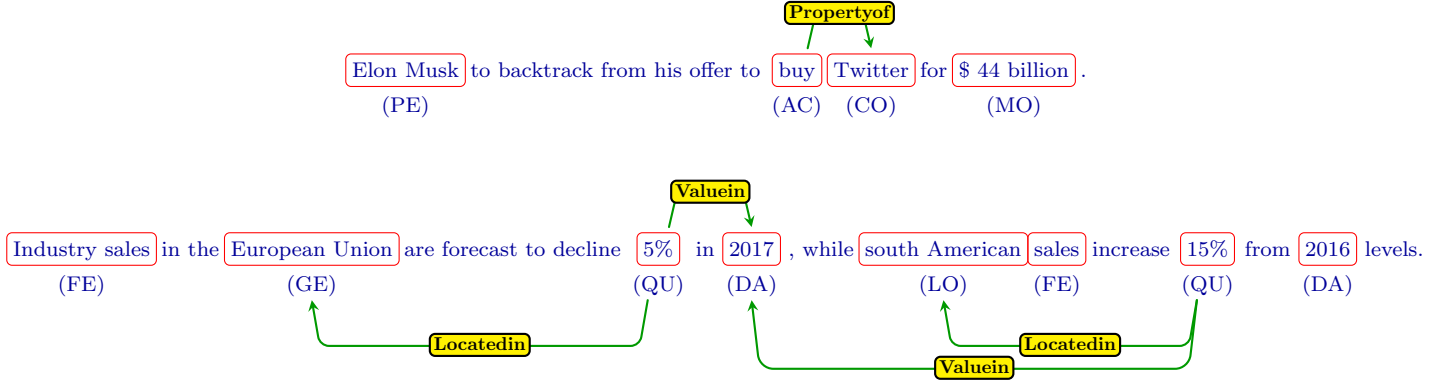 Propertyof
Elon Musk to backtrack from his offer to buy Twitter for $ 44 billion .
(PE) (AC) (CO) (MO)
Valuein
Industry sales in the European Union are forecast to decline 5% in 2017 , while south American sales increase 15% from 2016 levels.
(FE) (GE) (QU) (DA) (LO) (FE) (QU) (DA)
Locatedin Locatedin
Valuein